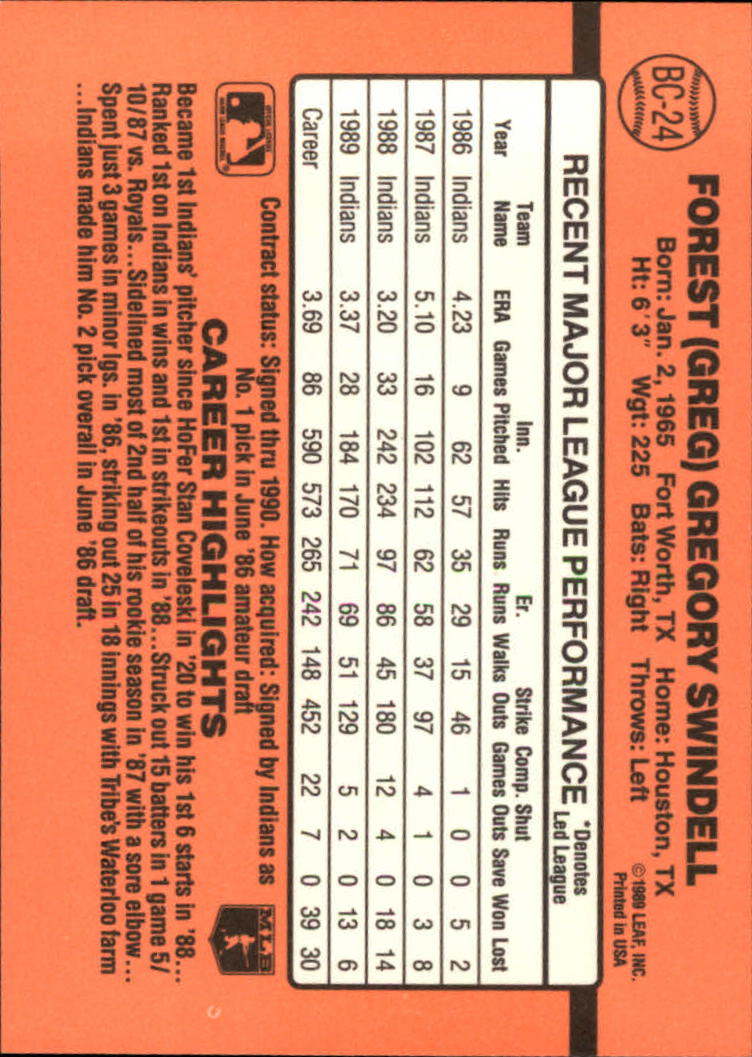 BC-24
FOREST (GREG) GREGORY SWINDELL
Born: Jan. 2, 1965 Fort Worth, TX Home: Houston, TX
Ht: 6'3" Wgt: 225 Bats: Right Throws: Left
©1989 LEAF, INC.
Printed in USA
RECENT MAJOR LEAGUE PERFORMANCE *Denotes
Led League
Team Inn. Er. Strike Comp. Shut
Year Name ERA Games Pitched Hits Runs Runs Walks Outs Games Outs Save Won Lost
1986 Indians 4.23 9 62 57 35 29 15 46 1 0 0 5 2
1987 Indians 5.10 16 102 112 62 58 37 97 4 1 0 3 8
1988 Indians 3.20 33 242 234 97 86 45 180 12 4 0 18 14
1989 Indians 3.37 28 184 170 71 69 51 129 5 2 0 13 6
Career 3.69 86 590 573 265 242 148 452 22 7 0 39 30
Contract status: Signed thru 1990. How acquired: Signed by Indians as
No. 1 pick in June '86 amateur draft
MLB
CAREER HIGHLIGHTS
Became 1st Indians' pitcher since HoFer Stan Coveleski in '20 to win his 1st 6 starts in '88...
Ranked 1st on Indians in wins and 1st in strikeouts in '88...Struck out 15 batters in 1 game 5/
10/87 vs. Royals...Sidelined most of 2nd half of his rookie season in '87 with a sore elbow...
Spent just 3 games in minor lgs. in '86, striking out 25 in 18 innings with Tribe's Waterloo farm
...Indians made him No. 2 pick overall in June '86 draft.